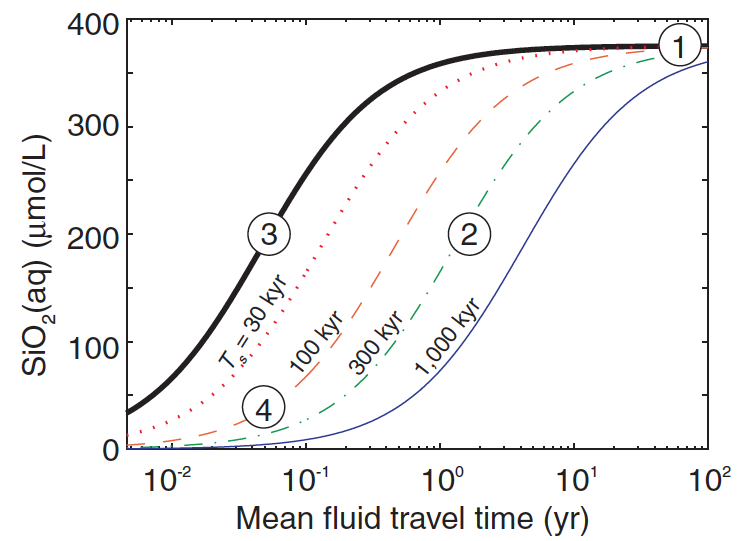 400
300
200
100
0
SiO2(aq) (μmol/L)
1
2
3
4
Ts = 30 kyr
100 kyr
300 kyr
1,000 kyr
10-2
10-1
100
101
102
Mean fluid travel time (yr)